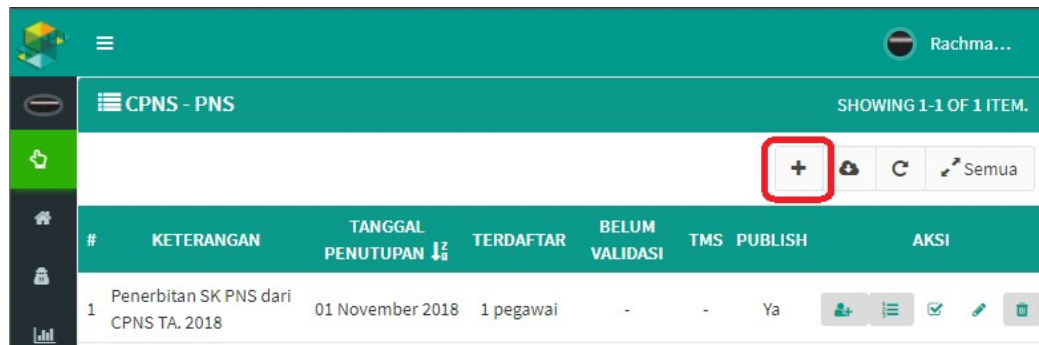 Rachma...
CPNS - PNS
SHOWING 1-1 OF 1 ITEM.
Semua
# KETERANGAN TANGGAL PENUTUPAN TERDAFTAR BELUM VALIDASI TMS PUBLISH AKSI
1 Penerbitan SK PNS dari CPNS TA. 2018 01 November 2018 1 pegawai - - Ya